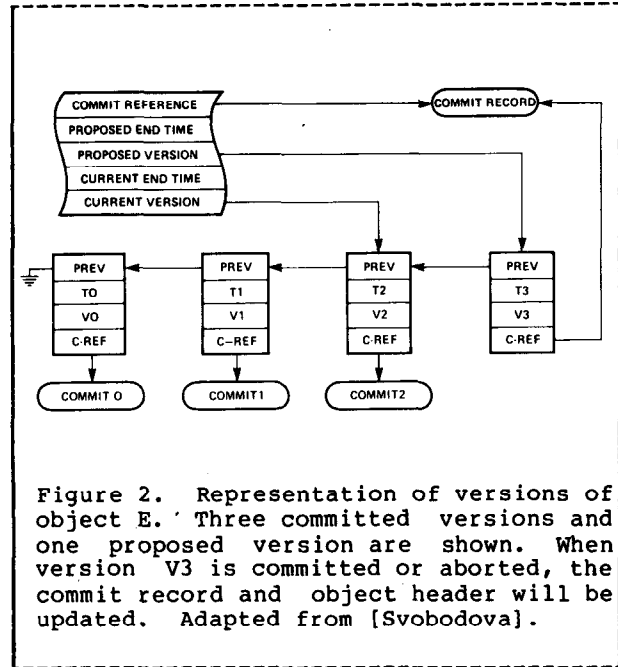 COMMIT REFERENCE
COMMIT RECORD
PROPOSED END TIME
PROPOSED VERSION
CURRENT END TIME
CURRENT VERSION
PREV PREV PREV PREV
T0 T1 T2 T3
V0 V1 V2 V3
C-REF C-REF C-REF C-REF
COMMIT 0 COMMIT1 COMMIT2
Figure 2. Representation of versions of
object E. Three committed versions and
one proposed version are shown. When
version V3 is committed or aborted, the
commit record and object header will be
updated. Adapted from [Svobodova].